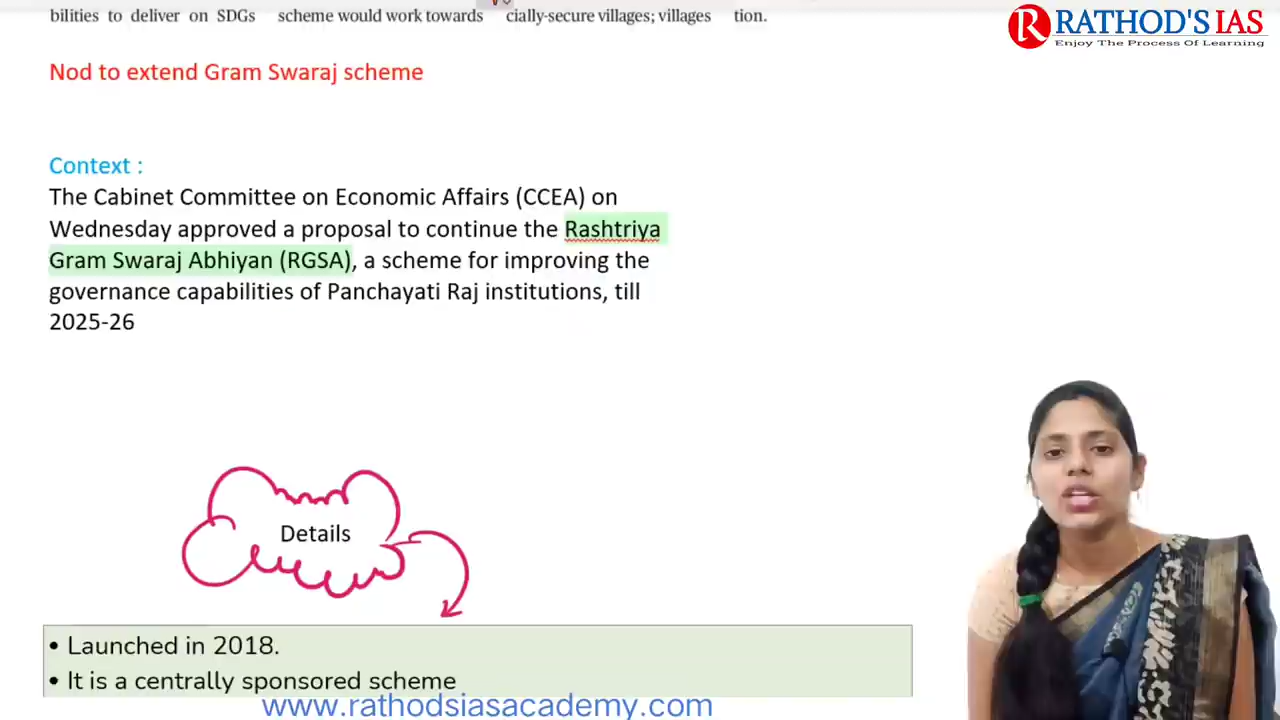 bilities to deliver on SDGs scheme would work towards cially-secure villages; villages tion.
RATHOD'S IAS
Enjoy The Process Of Learning
Nod to extend Gram Swaraj scheme
Context :
The Cabinet Committee on Economic Affairs (CCEA) on
Wednesday approved a proposal to continue the Rashtriya
Gram Swaraj Abhiyan (RGSA), a scheme for improving the
governance capabilities of Panchayati Raj institutions, till
2025-26
Details
• Launched in 2018.
• It is a centrally sponsored scheme
www.rathodsiasacademy.com